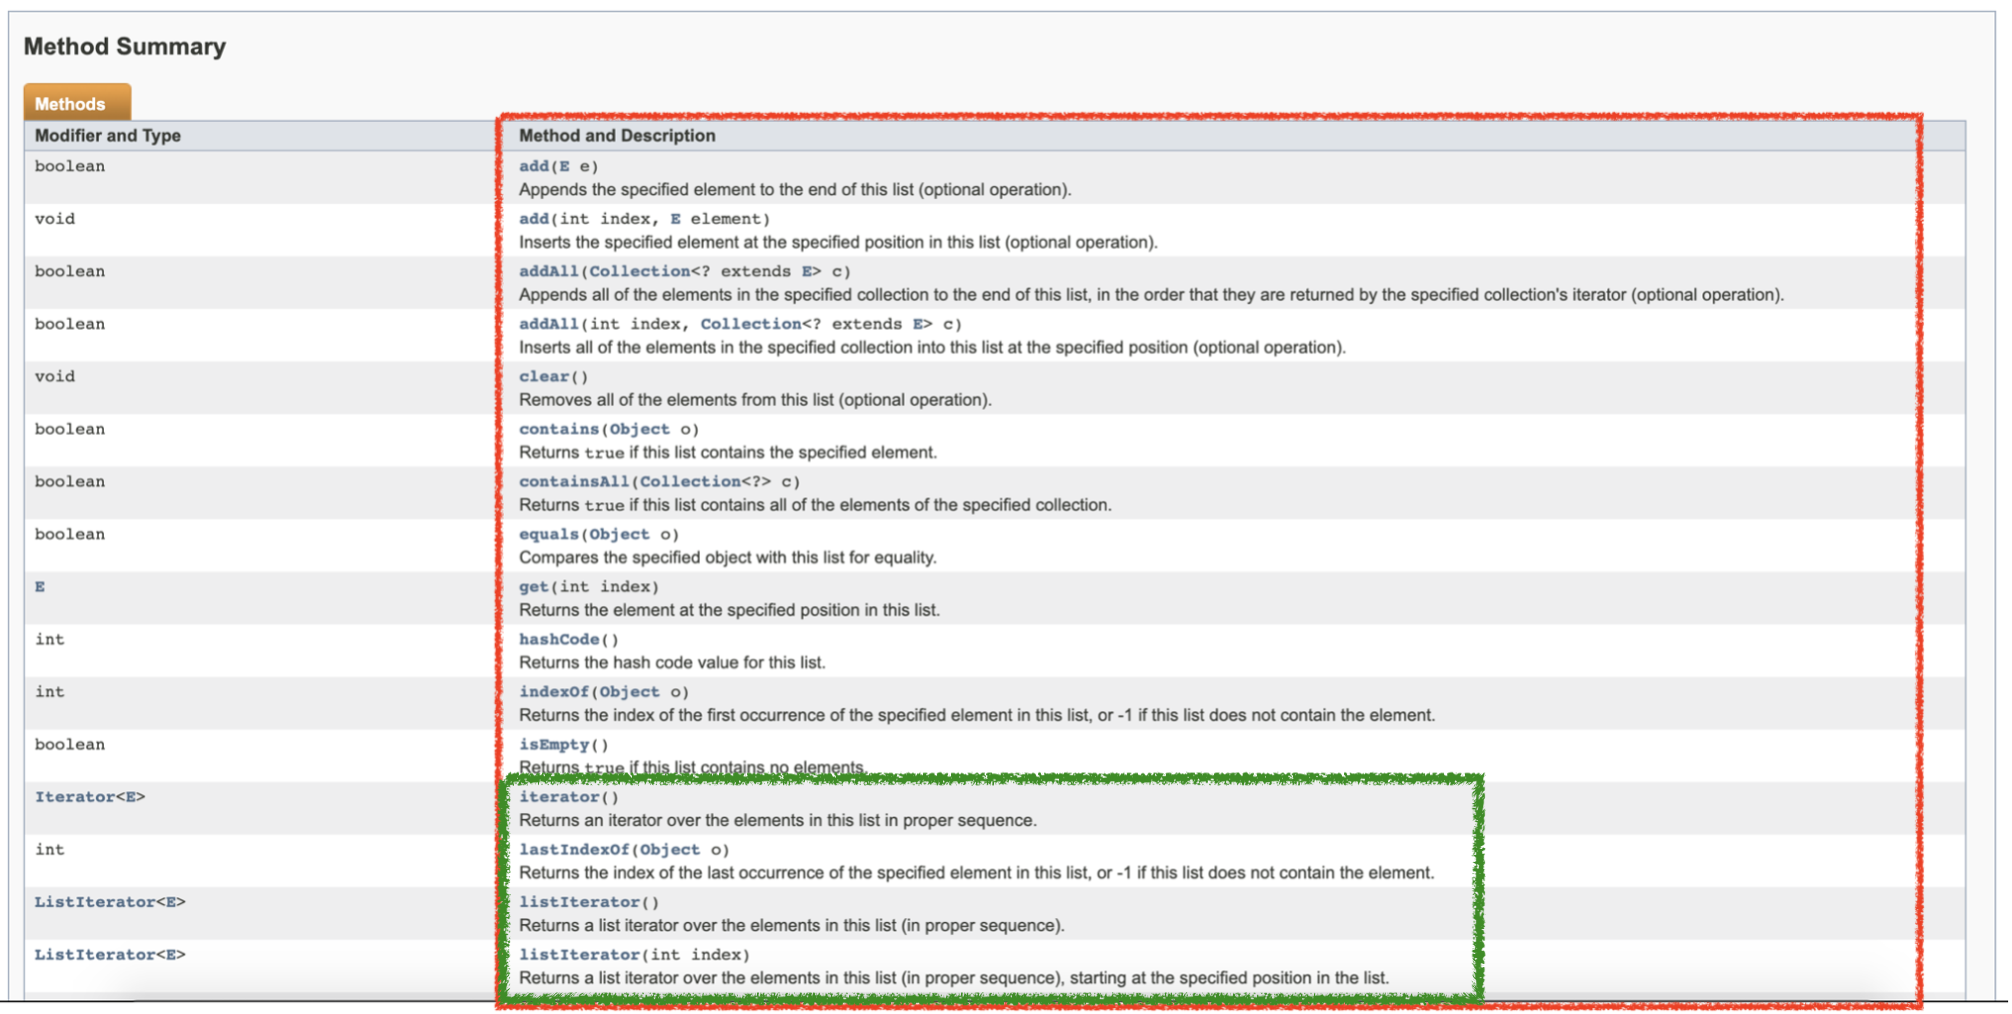 Method Summary
Methods
Modifier and Type Method and Description
boolean add(E e)
Appends the specified element to the end of this list (optional operation).
void add(int index, E element)
Inserts the specified element at the specified position in this list (optional operation).
boolean addAll(Collection<? extends E> c)
Appends all of the elements in the specified collection to the end of this list, in the order that they are returned by the specified collection's iterator (optional operation).
boolean addAll(int index, Collection<? extends E> c)
Inserts all of the elements in the specified collection into this list at the specified position (optional operation).
void clear()
Removes all of the elements from this list (optional operation).
boolean contains(Object o)
Returns true if this list contains the specified element.
boolean containsAll(Collection<?> c)
Returns true if this list contains all of the elements of the specified collection.
boolean equals(Object o)
Compares the specified object with this list for equality.
E get(int index)
Returns the element at the specified position in this list.
int hashCode()
Returns the hash code value for this list.
int indexOf(Object o)
Returns the index of the first occurrence of the specified element in this list, or -1 if this list does not contain the element.
boolean isEmpty()
Returns true if this list contains no elements.
Iterator<E> iterator()
Returns an iterator over the elements in this list in proper sequence.
int lastIndexOf(Object o)
Returns the index of the last occurrence of the specified element in this list, or -1 if this list does not contain the element.
ListIterator<E> listIterator()
Returns a list iterator over the elements in this list (in proper sequence).
ListIterator<E> listIterator(int index)
Returns a list iterator over the elements in this list (in proper sequence), starting at the specified position in the list.